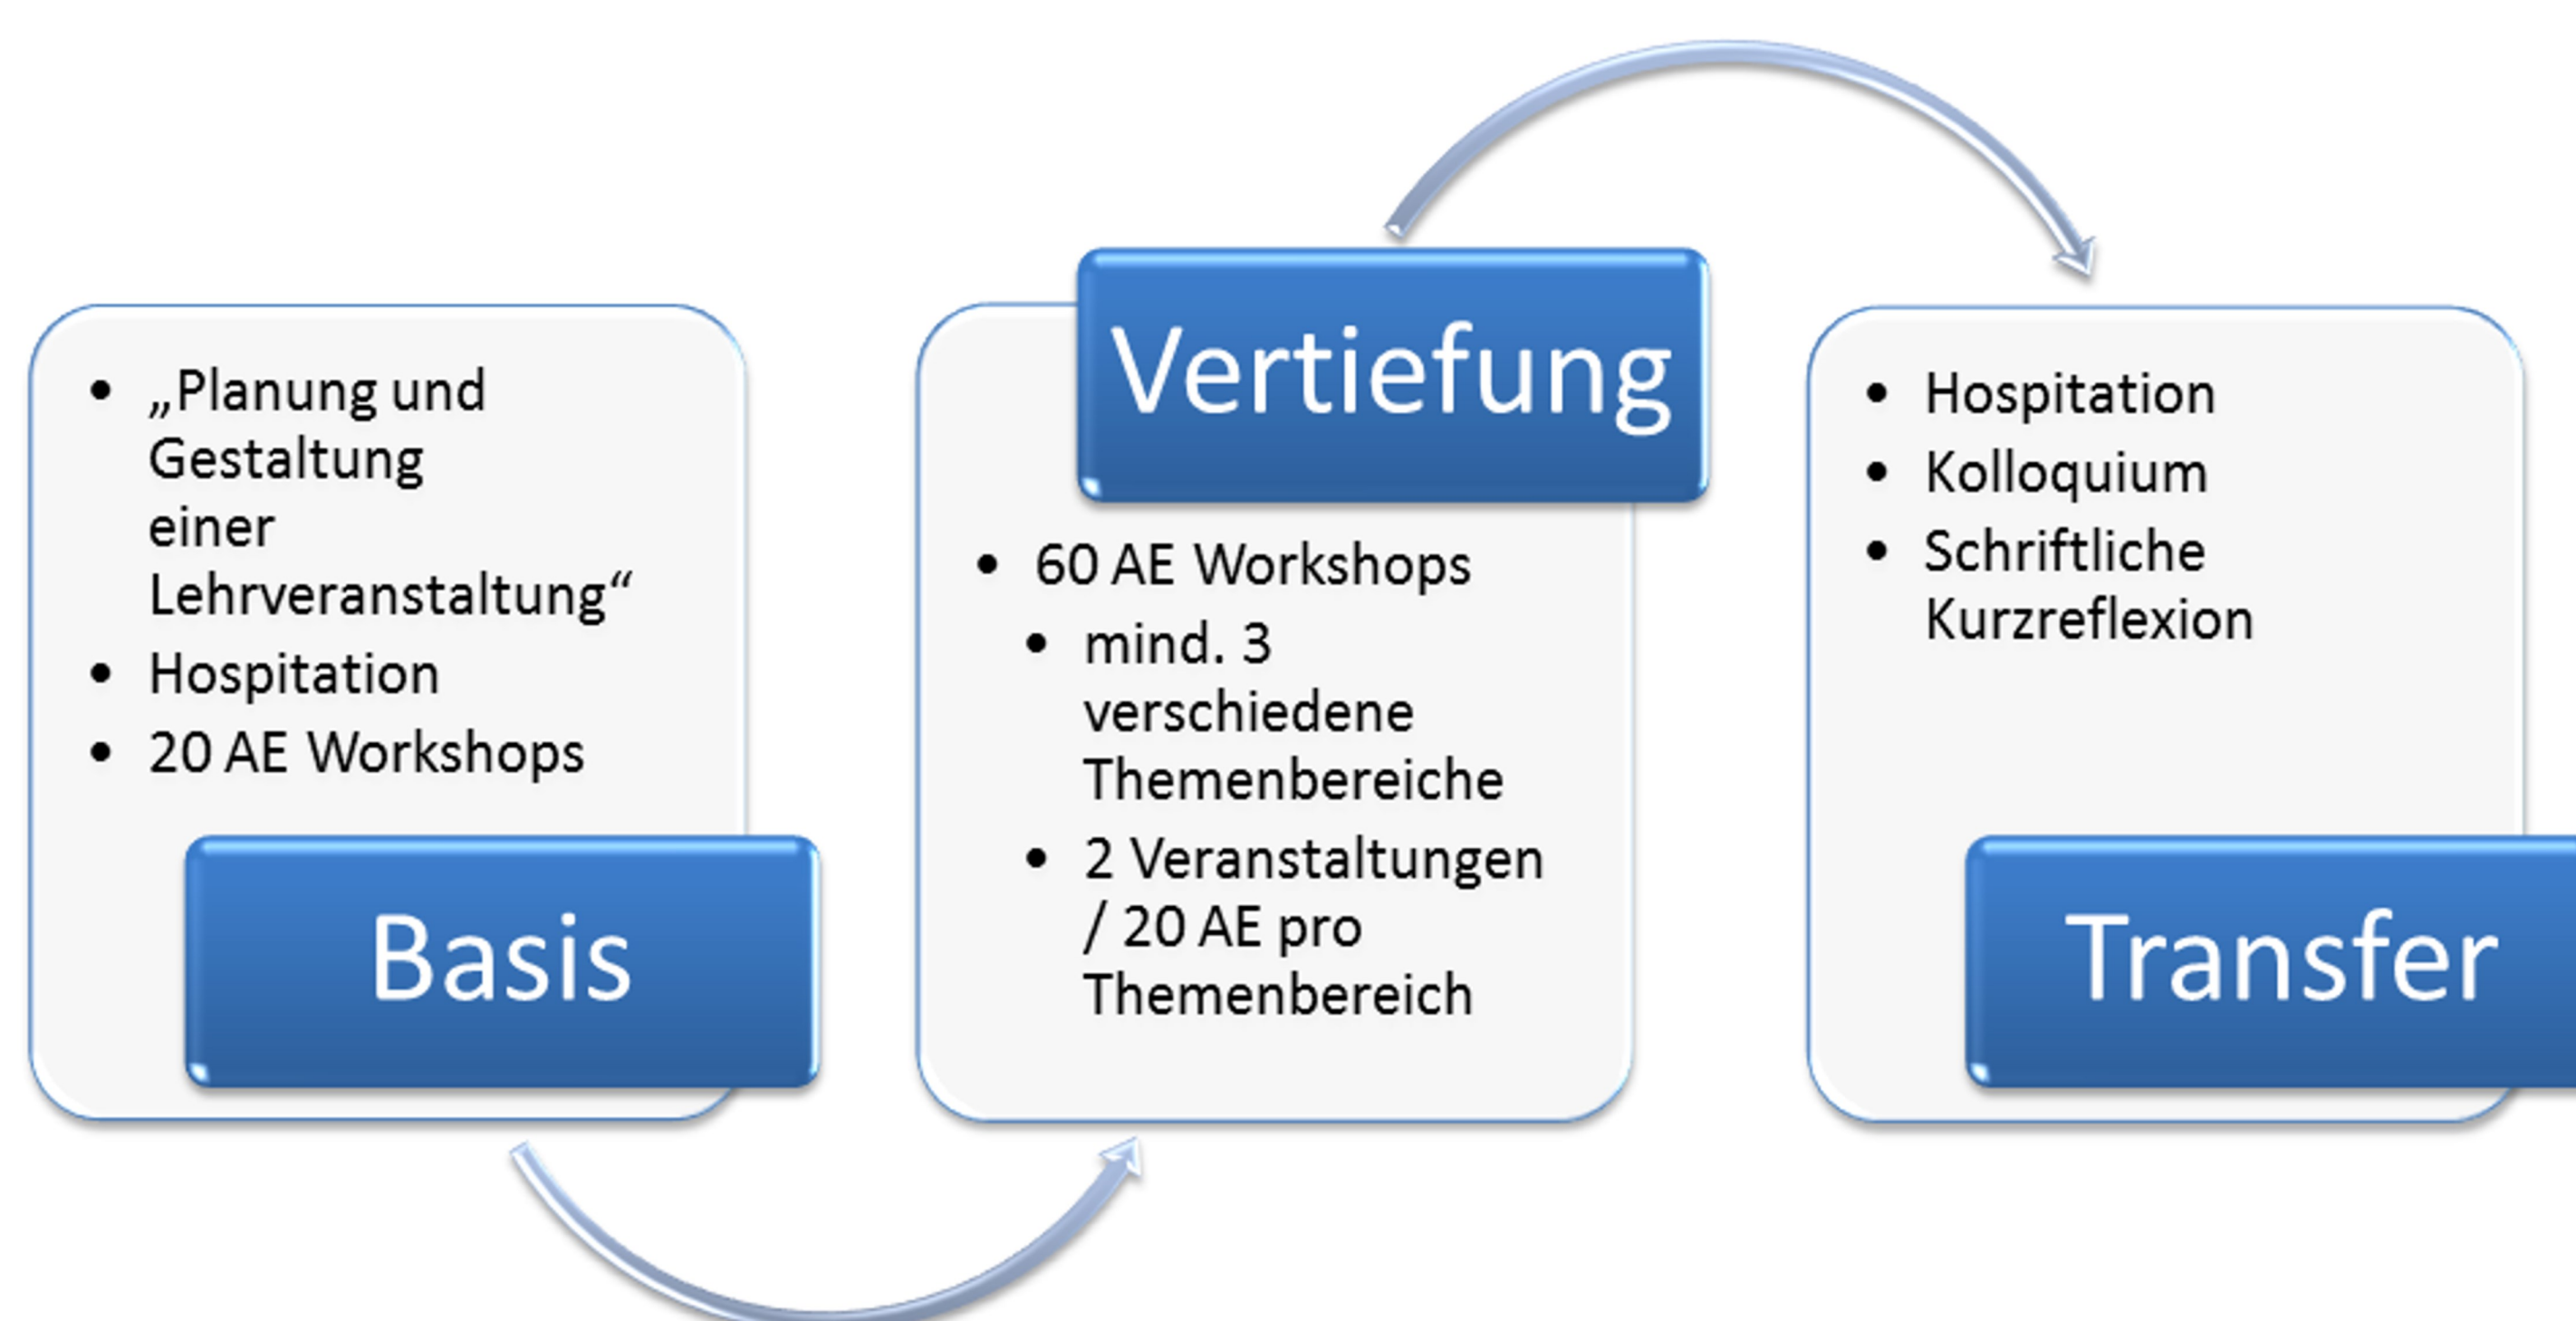 „Planung und
Gestaltung
einer
Lehrveranstaltung“
Hospitation
20 AE Workshops
Basis
Vertiefung
60 AE Workshops
mind. 3
verschiedene
Themenbereiche
2 Veranstaltungen
/ 20 AE pro
Themenbereich
Hospitation
Kolloquium
Schriftliche
Kurzreflexion
Transfer